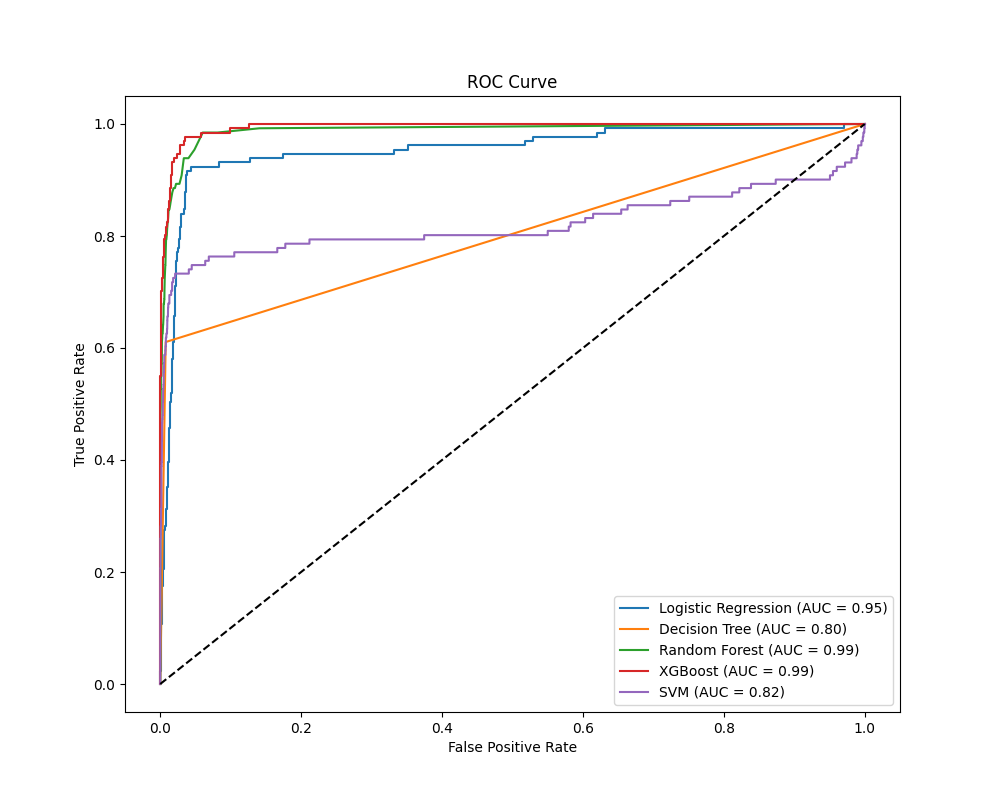 ROC Curve
True Positive Rate
1.0
0.8
0.6
0.4
0.2
0.0
Logistic Regression (AUC = 0.95)
Decision Tree (AUC = 0.80)
Random Forest (AUC = 0.99)
XGBoost (AUC = 0.99)
SVM (AUC = 0.82)
0.0 0.2 0.4 0.6 0.8 1.0
False Positive Rate